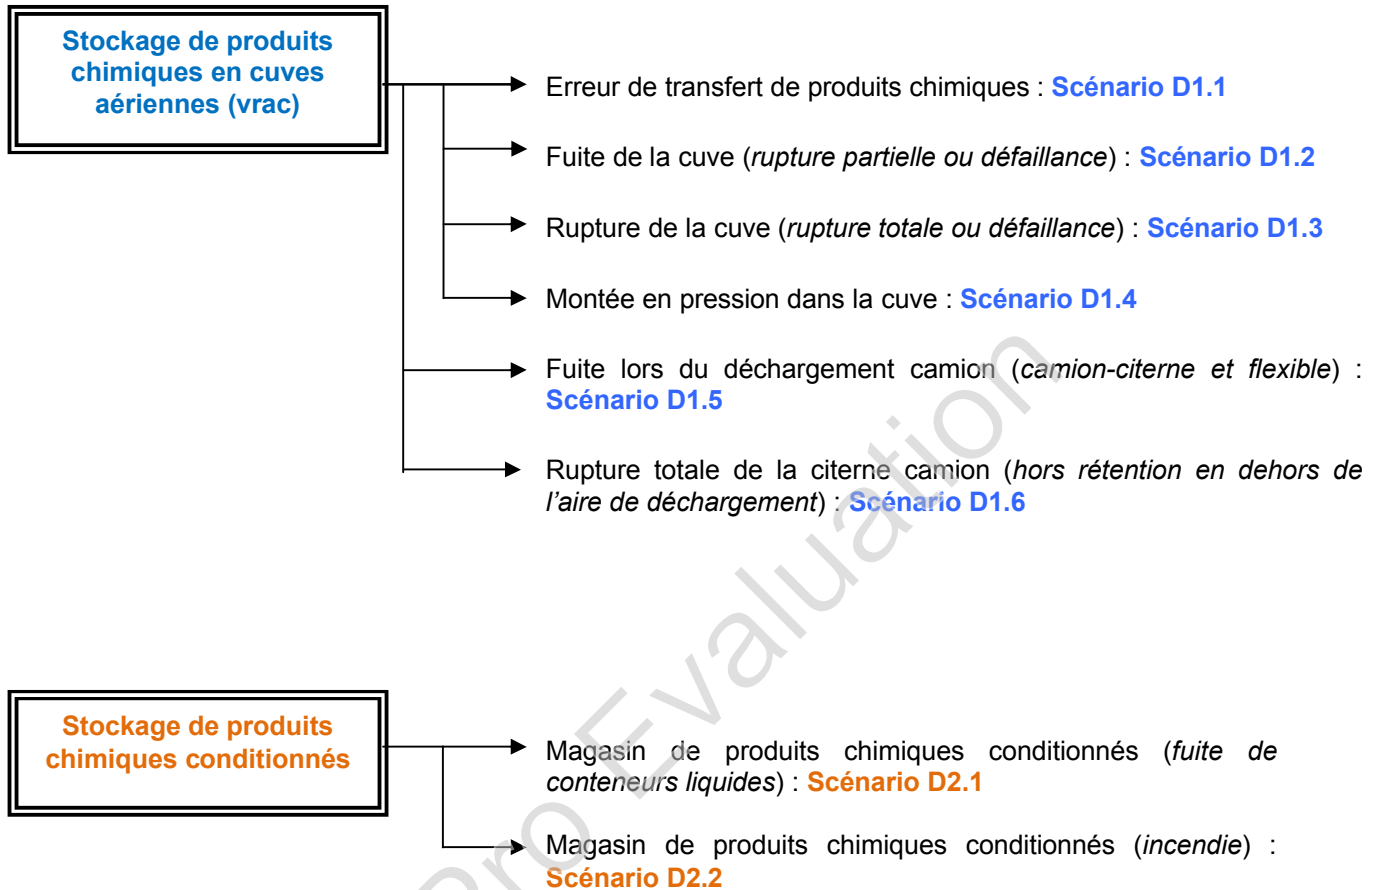 Stockage de produits
chimiques en cuves
aériennes (vrac)
Erreur de transfert de produits chimiques : Scénario D1.1
Fuite de la cuve (rupture partielle ou défaillance) : Scénario D1.2
Rupture de la cuve (rupture totale ou défaillance) : Scénario D1.3
Montée en pression dans la cuve : Scénario D1.4
Fuite lors du déchargement camion (camion-citerne et flexible) :
Scénario D1.5
Rupture totale de la citerne camion (hors rétention en dehors de
l'aire de déchargement) : Scénario D1.6
Stockage de produits
chimiques conditionnés
Magasin de produits chimiques conditionnés (fuite de
conteneurs liquides) : Scénario D2.1
Magasin de produits chimiques conditionnés (incendie) :
Scénario D2.2
Pro Evaluation